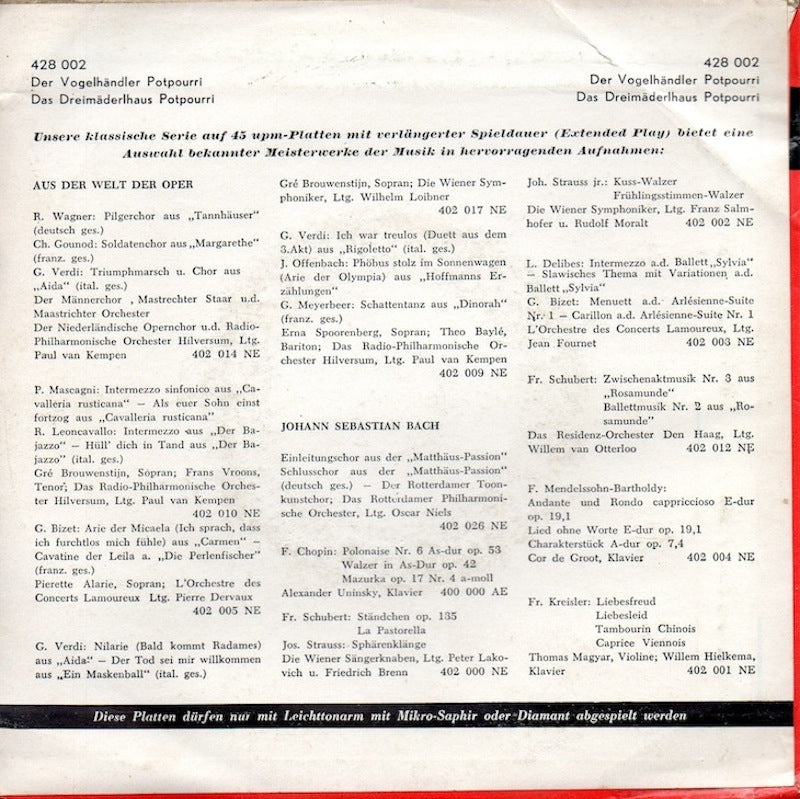 428 002
Der Vogelhändler Potpourri
Das Dreimäderlhaus Potpourri
428 002
Der Vogelhändler Potpourri
Das Dreimäderlhaus Potpourri
Unsere klassische Serie auf 45 upm-Platten mit verlängerter Spieldauer (Extended Play) bietet eine
Auswahl bekannter Meisterwerke der Musik in hervorragenden Aufnahmen:
AUS DER WELT DER OPER
R. Wagner: Pilgerchor aus „Tannhäuser"
(deutsch ges.)
Ch. Gounod: Soldatenchor aus „Margarethe"
(franz. ges.)
G. Verdi: Triumphmarsch u. Chor aus
„Aida" (ital. ges.)
Der Männerchor , Mastrechter Staar u.d.
Maastrichter Orchester
Der Niederländische Opernchor u.d. Radio-
Philharmonische Orchester Hilversum, Ltg.
Paul van Kempen 402 014 NE
P. Mascagni: Intermezzo sinfonico aus „Ca-
valleria rusticana" – Als euer Sohn einst
fortzog aus „Cavalleria rusticana"
R. Leoncavallo: Intermezzo aus „Der Ba-
jazzo" – Hüll' dich in Tand aus „Der Ba-
jazzo" (ital. ges.)
Gré Brouwenstijn, Sopran; Frans Vroons,
Tenor; Das Radio-Philharmonische Orches-
ter Hilversum, Ltg. Paul van Kempen
402 010 NE
G. Bizet: Arie der Micaela (Ich sprach, dass
ich furchtlos mich fühle) aus „Carmen" –
Cavatine der Leila a. „Die Perlenfischer"
(franz. ges.)
Pierette Alarie, Sopran; L'Orchestre des
Concerts Lamoureux Ltg. Pierre Dervaux
402 005 NE
G. Verdi: Nilarie (Bald kommt Radames)
aus „Aida" – Der Tod sei mir willkommen
aus „Ein Maskenball" (ital. ges.)
Gré Brouwenstijn, Sopran; Die Wiener Sym-
phoniker, Ltg. Wilhelm Loibner
402 017 NE
G. Verdi: Ich war treulos (Duett aus dem
3.Akt) aus „Rigoletto" (ital. ges.)
J. Offenbach: Phöbus stolz im Sonnenwagen
(Arie der Olympia) aus „Hoffmanns Er-
zählungen"
G. Meyerbeer: Schattentanz aus „Dinorah"
(franz. ges.)
Erna Spoorenberg, Sopran; Theo Baylé,
Bariton; Das Radio-Philharmonische Or-
chester Hilversum, Ltg. Paul van Kempen
402 009 NE
JOHANN SEBASTIAN BACH
Einleitungschor aus der „Matthäus-Passion"
Schlusschor aus der „Matthäus-Passion"
(deutsch ges.) – Der Rotterdamer Toon-
kunstchor; Das Rotterdamer Philharmoni-
sche Orchester, Ltg. Oscar Niels
402 026 NE
F. Chopin: Polonaise Nr. 6 As-dur op. 53
Walzer in As-Dur op. 42
Mazurka op. 17 Nr. 4 a-moll
Alexander Uninsky, Klavier 400 000 AE
Fr. Schubert: Ständchen op. 135
La Pastorella
Jos. Strauss: Sphärenklänge
Die Wiener Sängerknaben, Ltg. Peter Lako-
vich u. Friedrich Brenn 402 000 NE
Joh. Strauss jr.: Kuss-Walzer
Frühlingsstimmen-Walzer
Die Wiener Symphoniker, Ltg. Franz Salm-
hofer u. Rudolf Moralt 402 002 NE
L. Delibes: Intermezzo a.d. Ballett „Sylvia"
– Slawisches Thema mit Variationen a.d.
Ballett „Sylvia"
G. Bizet: Menuett a.d. Arlésienne-Suite
Nr. 1 – Carillon a.d. Arlésienne-Suite Nr. 1
L'Orchestre des Concerts Lamoureux, Ltg.
Jean Fournet 402 003 NE
Fr. Schubert: Zwischenaktmusik Nr. 3 aus
„Rosamunde"
Ballettmusik Nr. 2 aus „Ro-
samunde"
Das Residenz-Orchester Den Haag, Ltg.
Willem van Otterloo 402 012 NE
F. Mendelssohn-Bartholdy:
Andante und Rondo cappriccioso E-dur
op. 19,1
Lied ohne Worte E-dur op. 19,1
Charakterstück A-dur op. 7,4
Cor de Groot, Klavier 402 004 NE
Fr. Kreisler: Liebesfreud
Liebesleid
Tambourin Chinois
Caprice Viennois
Thomas Magyar, Violine; Willem Hielkema,
Klavier 402 001 NE
Diese Platten dürfen nur mit Leichttonarm mit Mikro-Saphir oder Diamant abgespielt werden